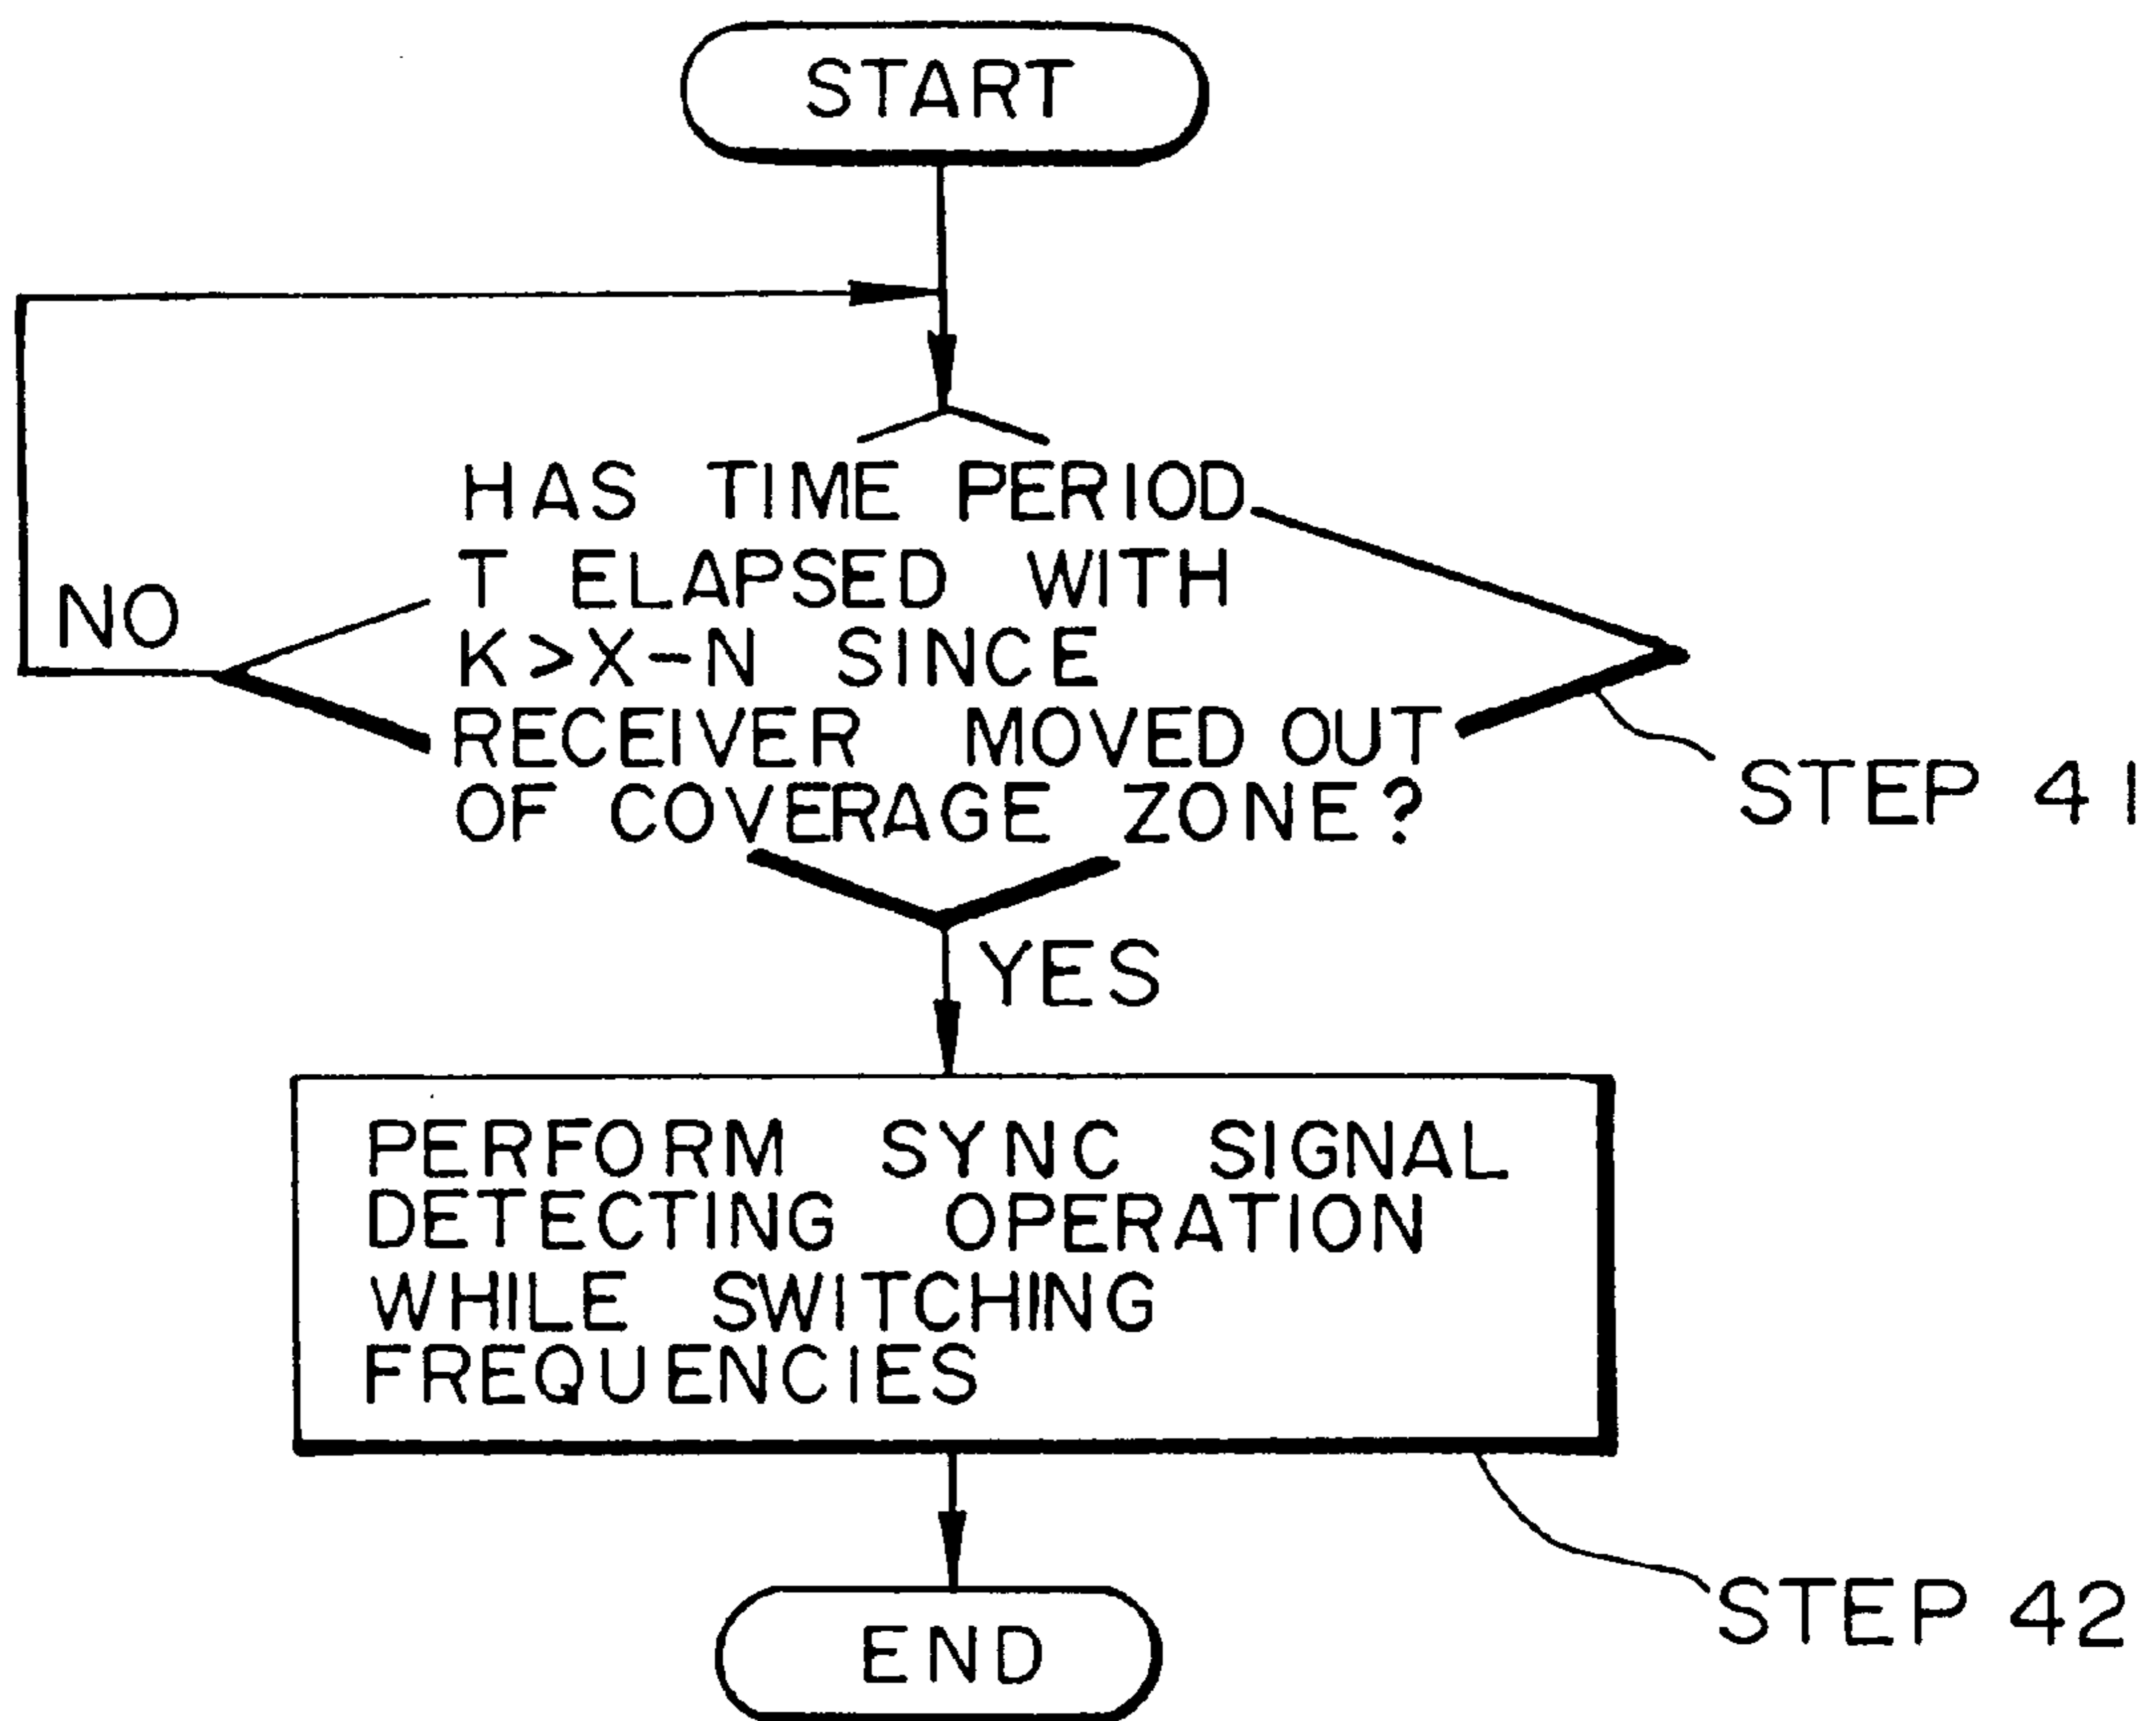 START
HAS TIME PERIOD
T ELAPSED WITH
K>X-N SINCE
RECEIVER MOVED OUT
OF COVERAGE ZONE?
NO
STEP 41
YES
PERFORM SYNC SIGNAL
DETECTING OPERATION
WHILE SWITCHING
FREQUENCIES
STEP 42
END